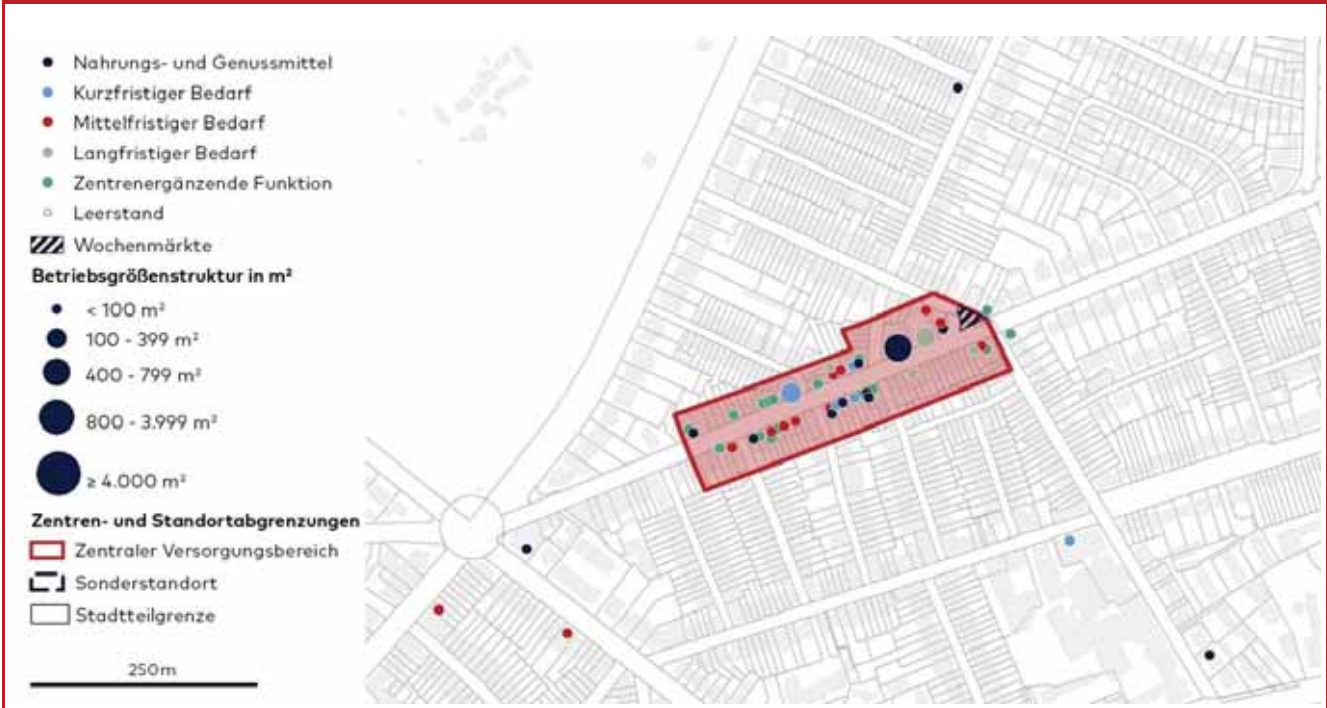 Nahrungs- und Genussmittel
Kurzfristiger Bedarf
Mittelfristiger Bedarf
Langfristiger Bedarf
Zentrenergänzende Funktion
Leerstand
Wochenmärkte
Betriebsgrößenstruktur in m²
< 100 m²
100 - 399 m²
400 - 799 m²
800 - 3.999 m²
≥ 4.000 m²
Zentren- und Standortabgrenzungen
Zentraler Versorgungsbereich
Sonderstandort
Stadtteilgrenze
250m